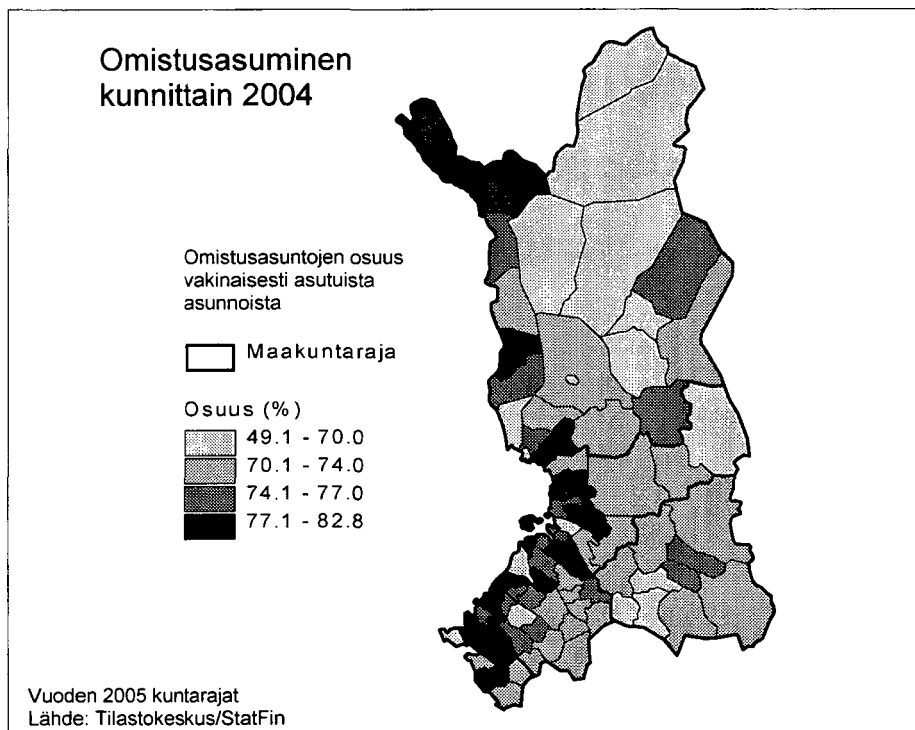 Omistusasuminen
kunnittain 2004
Omistusasuntojen osuus
vakinaisesti asutuista
asunnoista
Maakuntaraja
Osuus (%)
49.1 - 70.0
70.1 - 74.0
74.1 - 77.0
77.1 - 82.8
Vuoden 2005 kuntarajat
Lähde: Tilastokeskus/StatFin